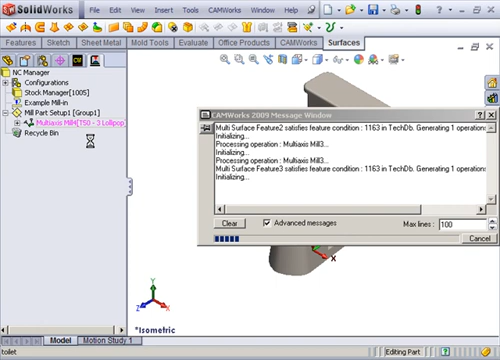 SolidWorks
File Edit View Insert Tools CAMWorks Window Help
Features Sketch Sheet Metal Mold Tools Evaluate Office Products CAMWorks Surfaces
NC Manager
Configurations
Stock Manager[1005]
Example Mill-in
Mill Part Setup1 [Group1]
Multiaxis Mill4[T50 - 3 Lollipop
Recycle Bin
CAMWorks 2009 Message Window
Multi Surface Feature2 satisfies feature condition : 1163 in TechDb. Generating 1 operations
Initializing...
Processing operation : Multiaxis Mill3...
Initializing...
Processing operation : Multiaxis Mill3...
Multi Surface Feature3 satisfies feature condition : 1163 in TechDb. Generating 1 operations
Initializing...
Clear Advanced messages Max lines : 100
Cancel
Y
Z X
X
*Isometric
Model Motion Study 1
toilet Editing Part